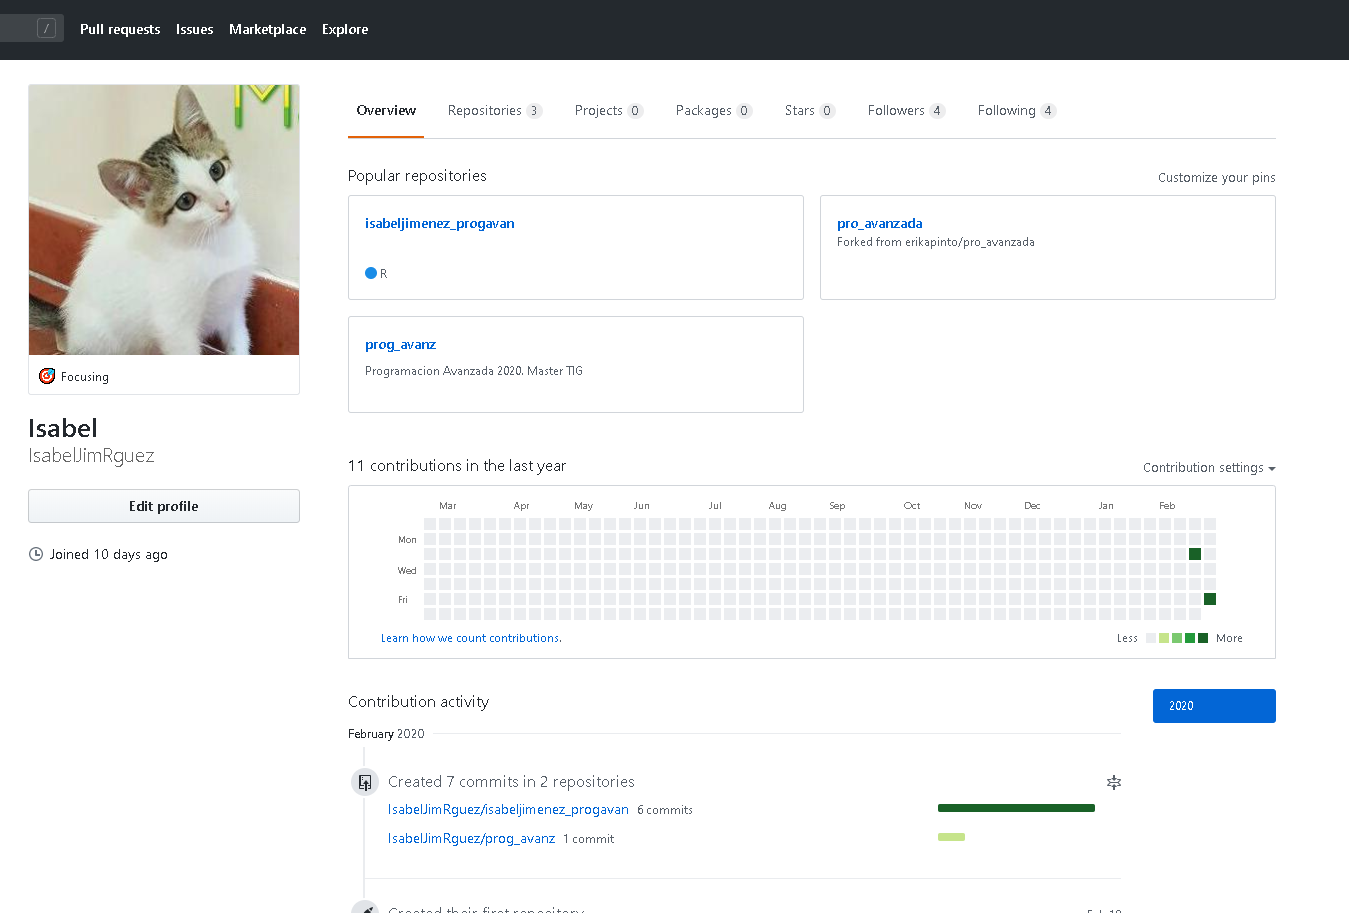 / Pull requests Issues Marketplace Explore
Overview Repositories 3 Projects 0 Packages 0 Stars 0 Followers 4 Following 4
Focusing
Isabel
IsabelJimRguez
Edit profile
Joined 10 days ago
Popular repositories Customize your pins
isabeljimenez_progavan
R
pro_avanzada
Forked from erikapinto/pro_avanzada
prog_avanz
Programacion Avanzada 2020. Master TIG
11 contributions in the last year Contribution settings
Mar Apr May Jun Jul Aug Sep Oct Nov Dec Jan Feb
Mon
Wed
Fri
Learn how we count contributions. Less More
Contribution activity 2020
February 2020
Created 7 commits in 2 repositories
IsabelJimRguez/isabeljimenez_progavan 6 commits
IsabelJimRguez/prog_avanz 1 commit
Created their first repository